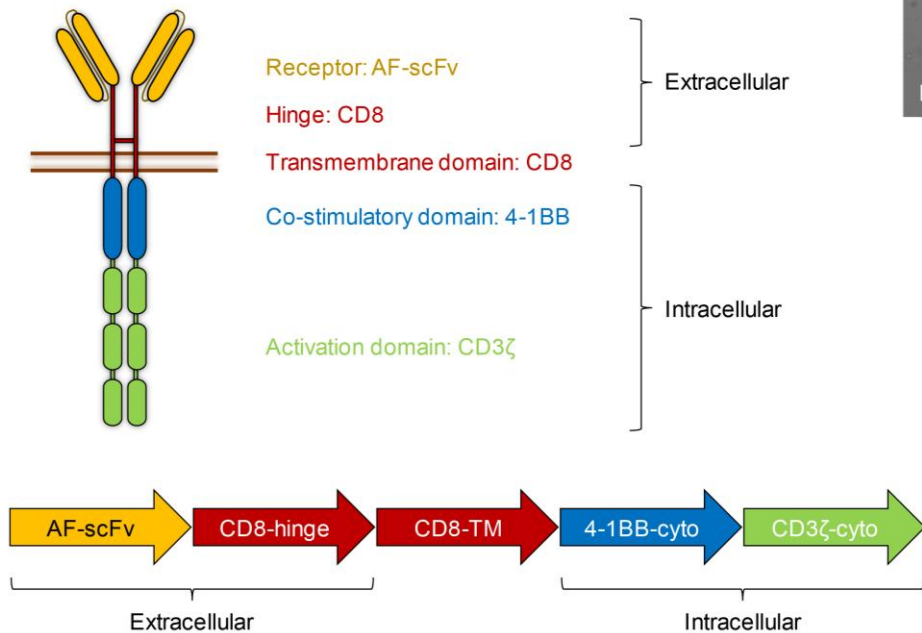 Receptor: AF-scFv
Hinge: CD8
Extracellular
Transmembrane domain: CD8
Co-stimulatory domain: 4-1BB
Intracellular
Activation domain: CD3ζ
AF-scFv
CD8-hinge
CD8-TM
4-1BB-cyto
CD3ζ-cyto
Extracellular
Intracellular